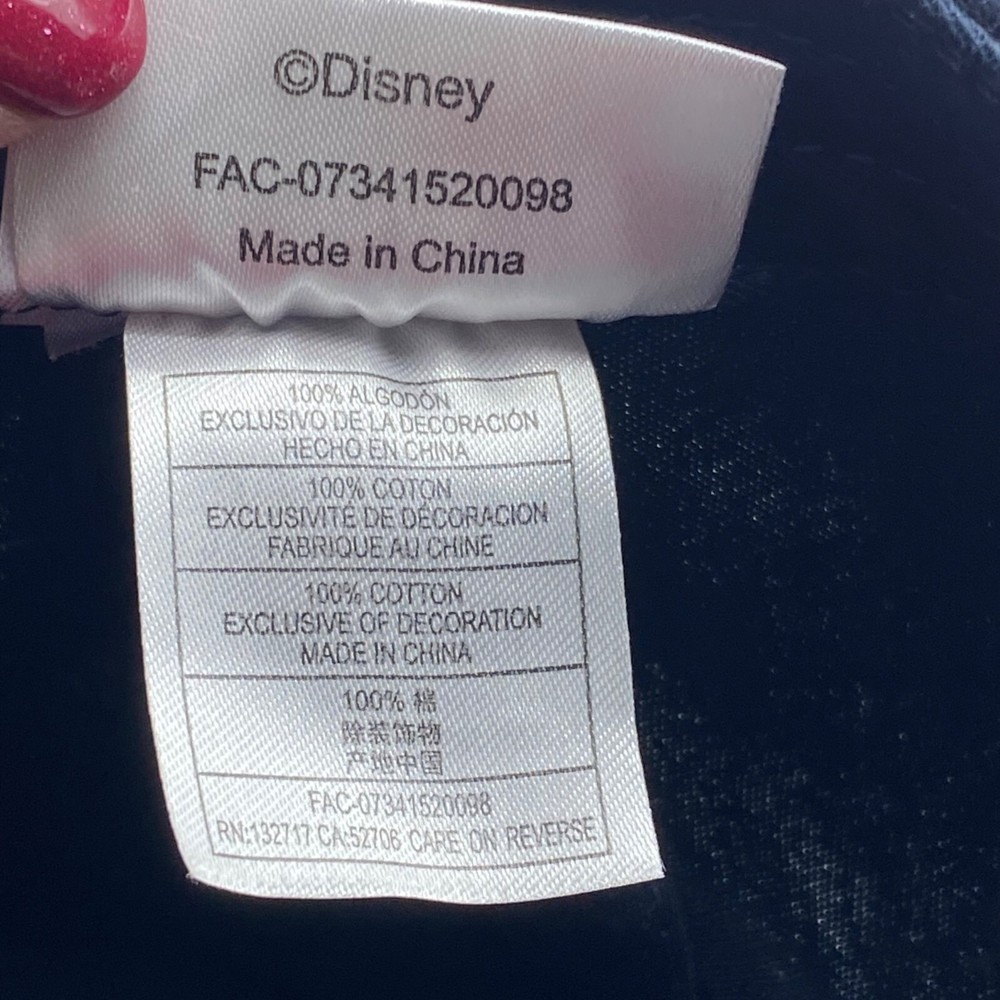 ©Disney
FAC-07341520098
Made in China
100% ALGODÓN
EXCLUSIVO DE LA DECORACIÓN
HECHO EN CHINA
100% COTON
EXCLUSIVITÉ DE DÉCORACION
FABRIQUE AU CHINE
100% COTTON
EXCLUSIVE OF DECORATION
MADE IN CHINA
100% 棉
除装饰物
产地中国
FAC-07341520098
RN:132717 CA:52706 CARE ON REVERSE